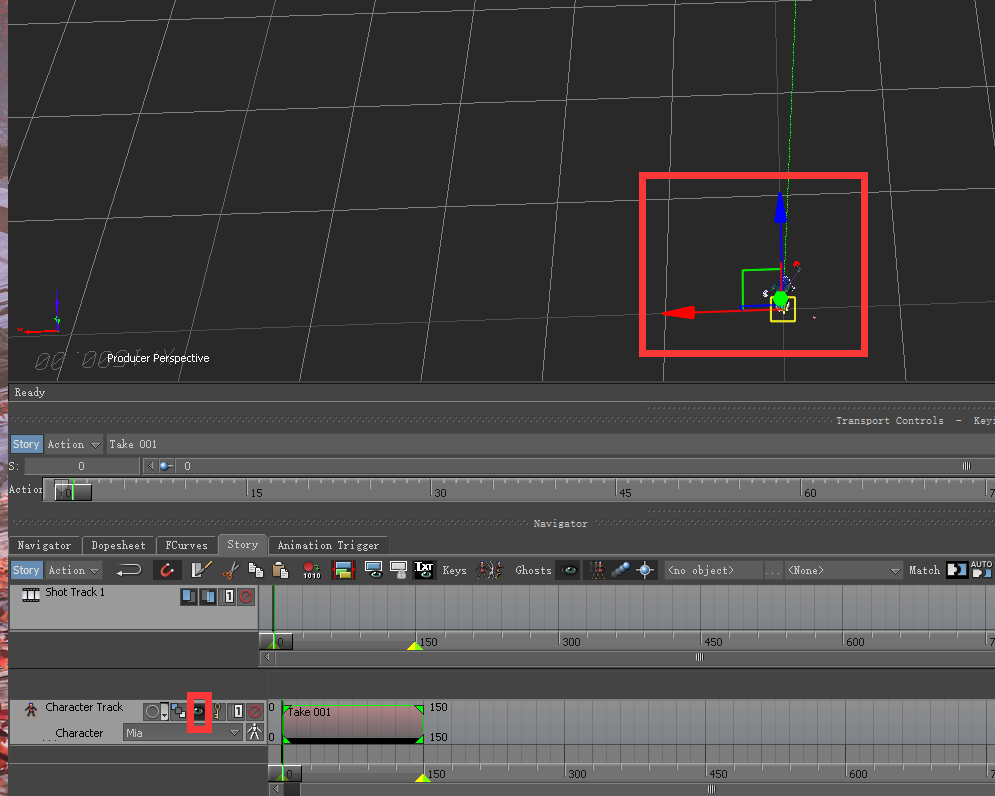 Producer Perspective
Ready
Transport Controls -
Story Action Take 001
S: 0 0
Action 0 15 30 45 60
Navigator
Navigator Dopesheet FCurves Story Animation Trigger
Story Action 1010 TXT Keys Ghosts <no object> ... <None> Match AUTO
Shot Track 1 1
0 150 300 450 600
Character Track 1 0 Take 001 150
Character Mia 0 150
0 150 300 450 600